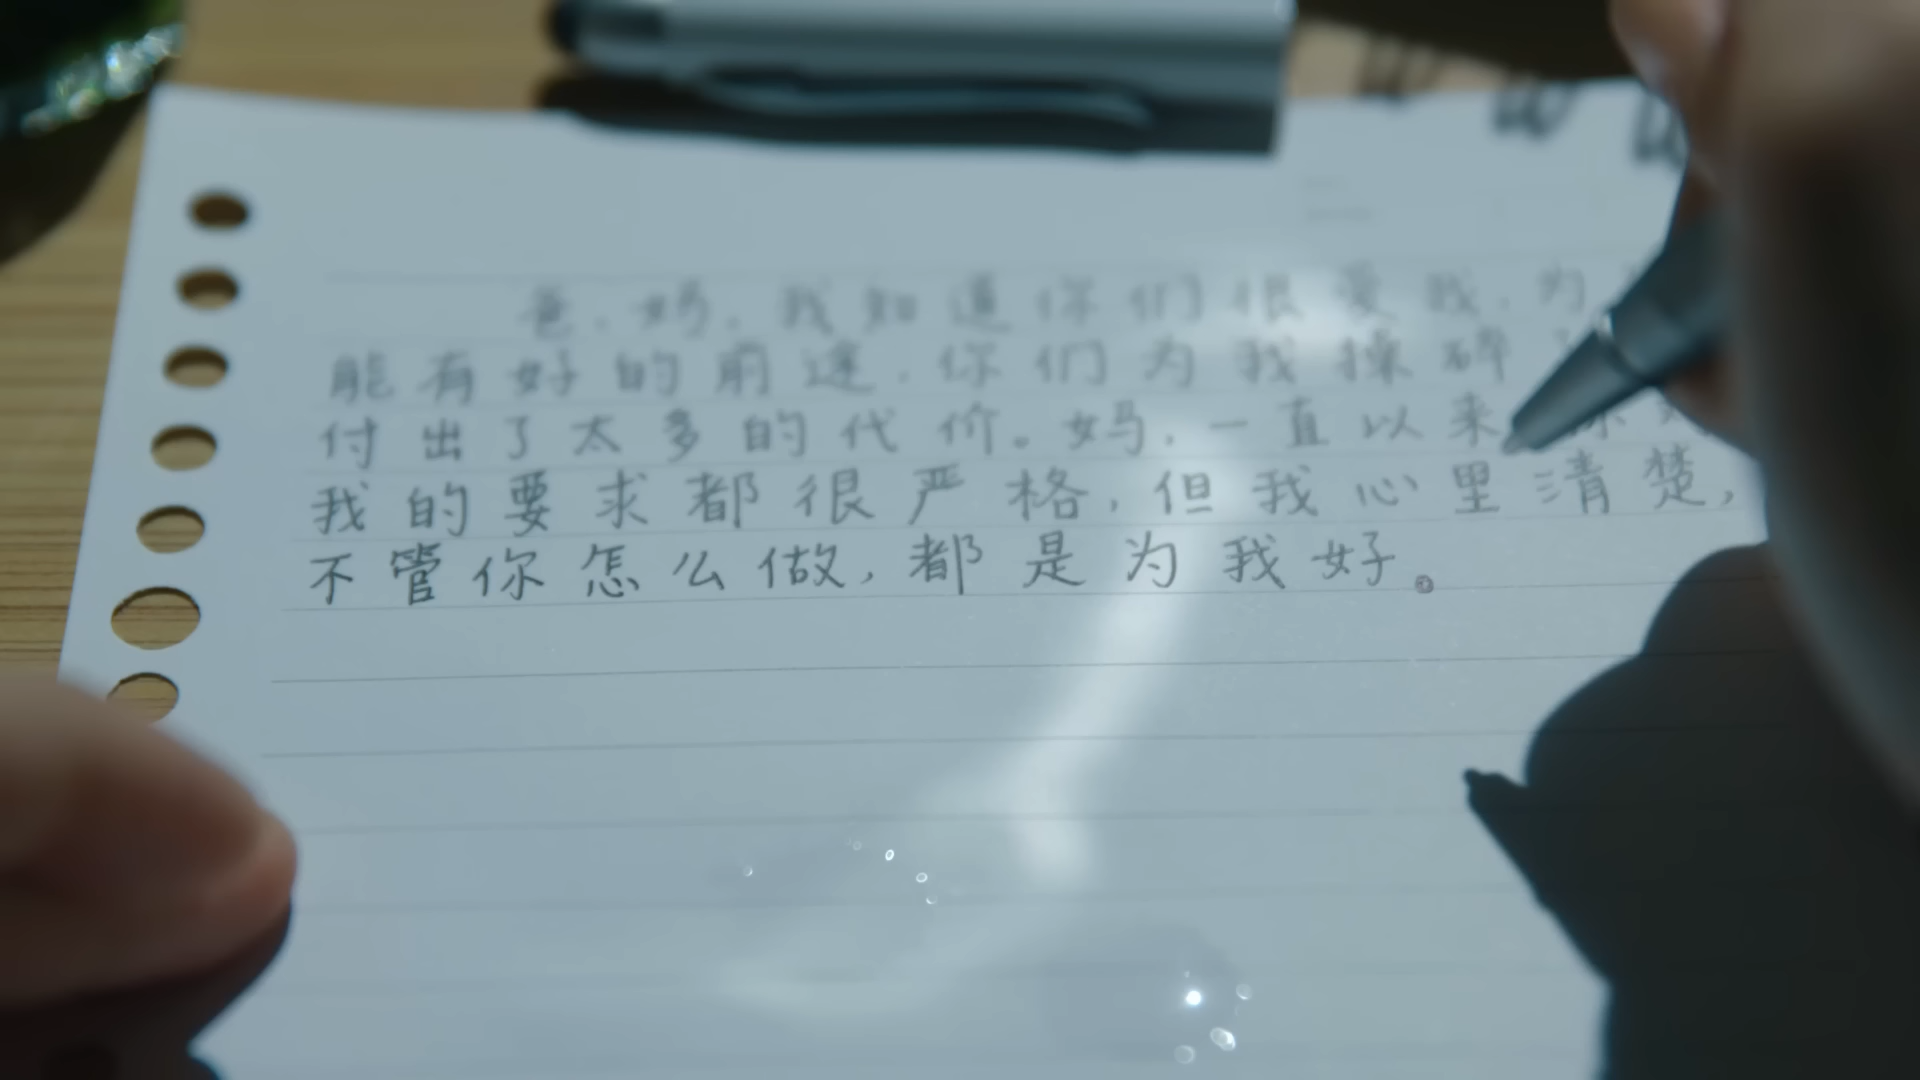 爸，妈，我知道你们很爱我，为
能有好的前途，你们为我操碎
付出了太多的代价。妈，一直以来
我的要求都很严格，但我心里清楚，
不管你怎么做，都是为我好。